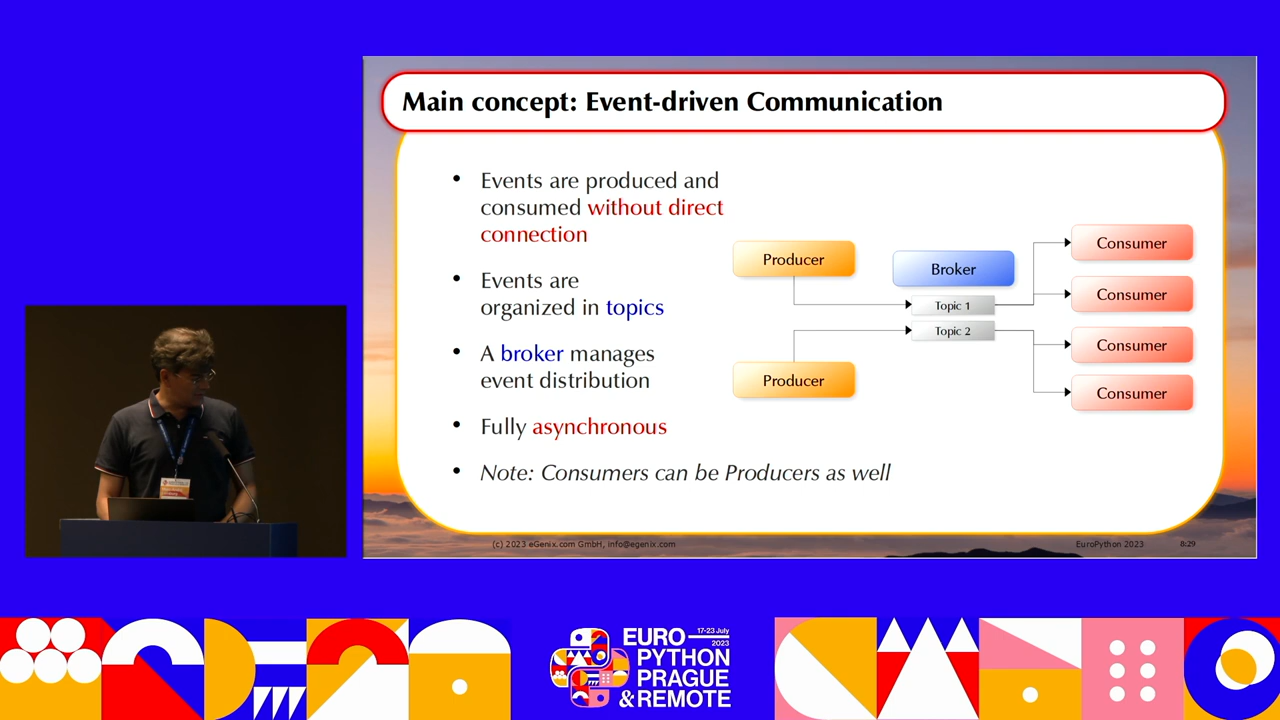 Main concept: Event-driven Communication
• Events are produced and
consumed without direct
connection
• Events are
organized in topics
• A broker manages
event distribution
• Fully asynchronous
• Note: Consumers can be Producers as well
Producer
Producer
Broker
Topic 1
Topic 2
Consumer
Consumer
Consumer
Consumer
(c) 2023 eGenix.com GmbH, info@egenix.com
EuroPython 2023
8:29
EURO
17-23 July
2023
PYTHON
PRAGUE
& REMOTE